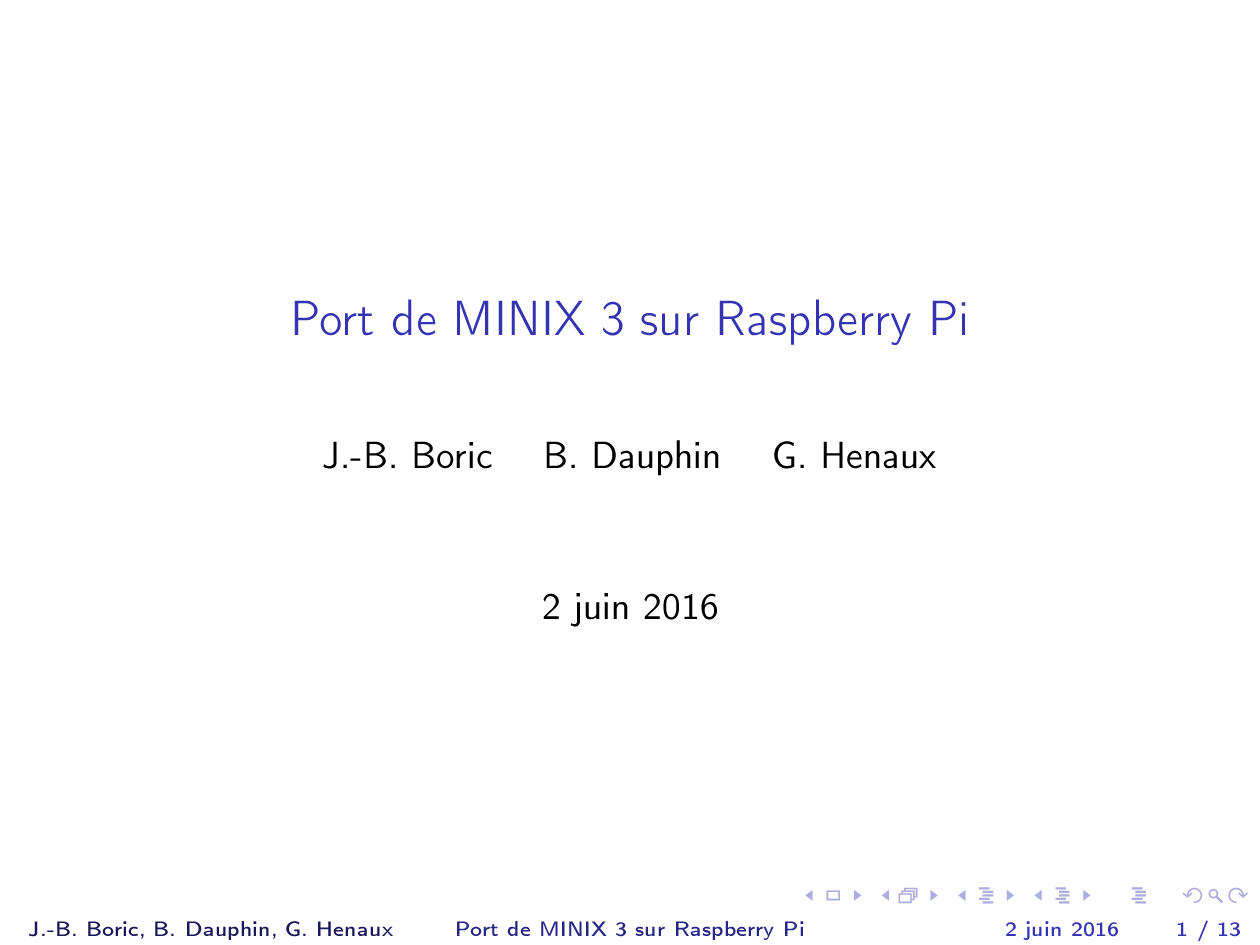 Port de MINIX 3 sur Raspberry Pi
J.-B. Boric B. Dauphin G. Henaux
2 juin 2016
J.-B. Boric, B. Dauphin, G. Henaux Port de MINIX 3 sur Raspberry Pi 2 juin 2016 1 / 13